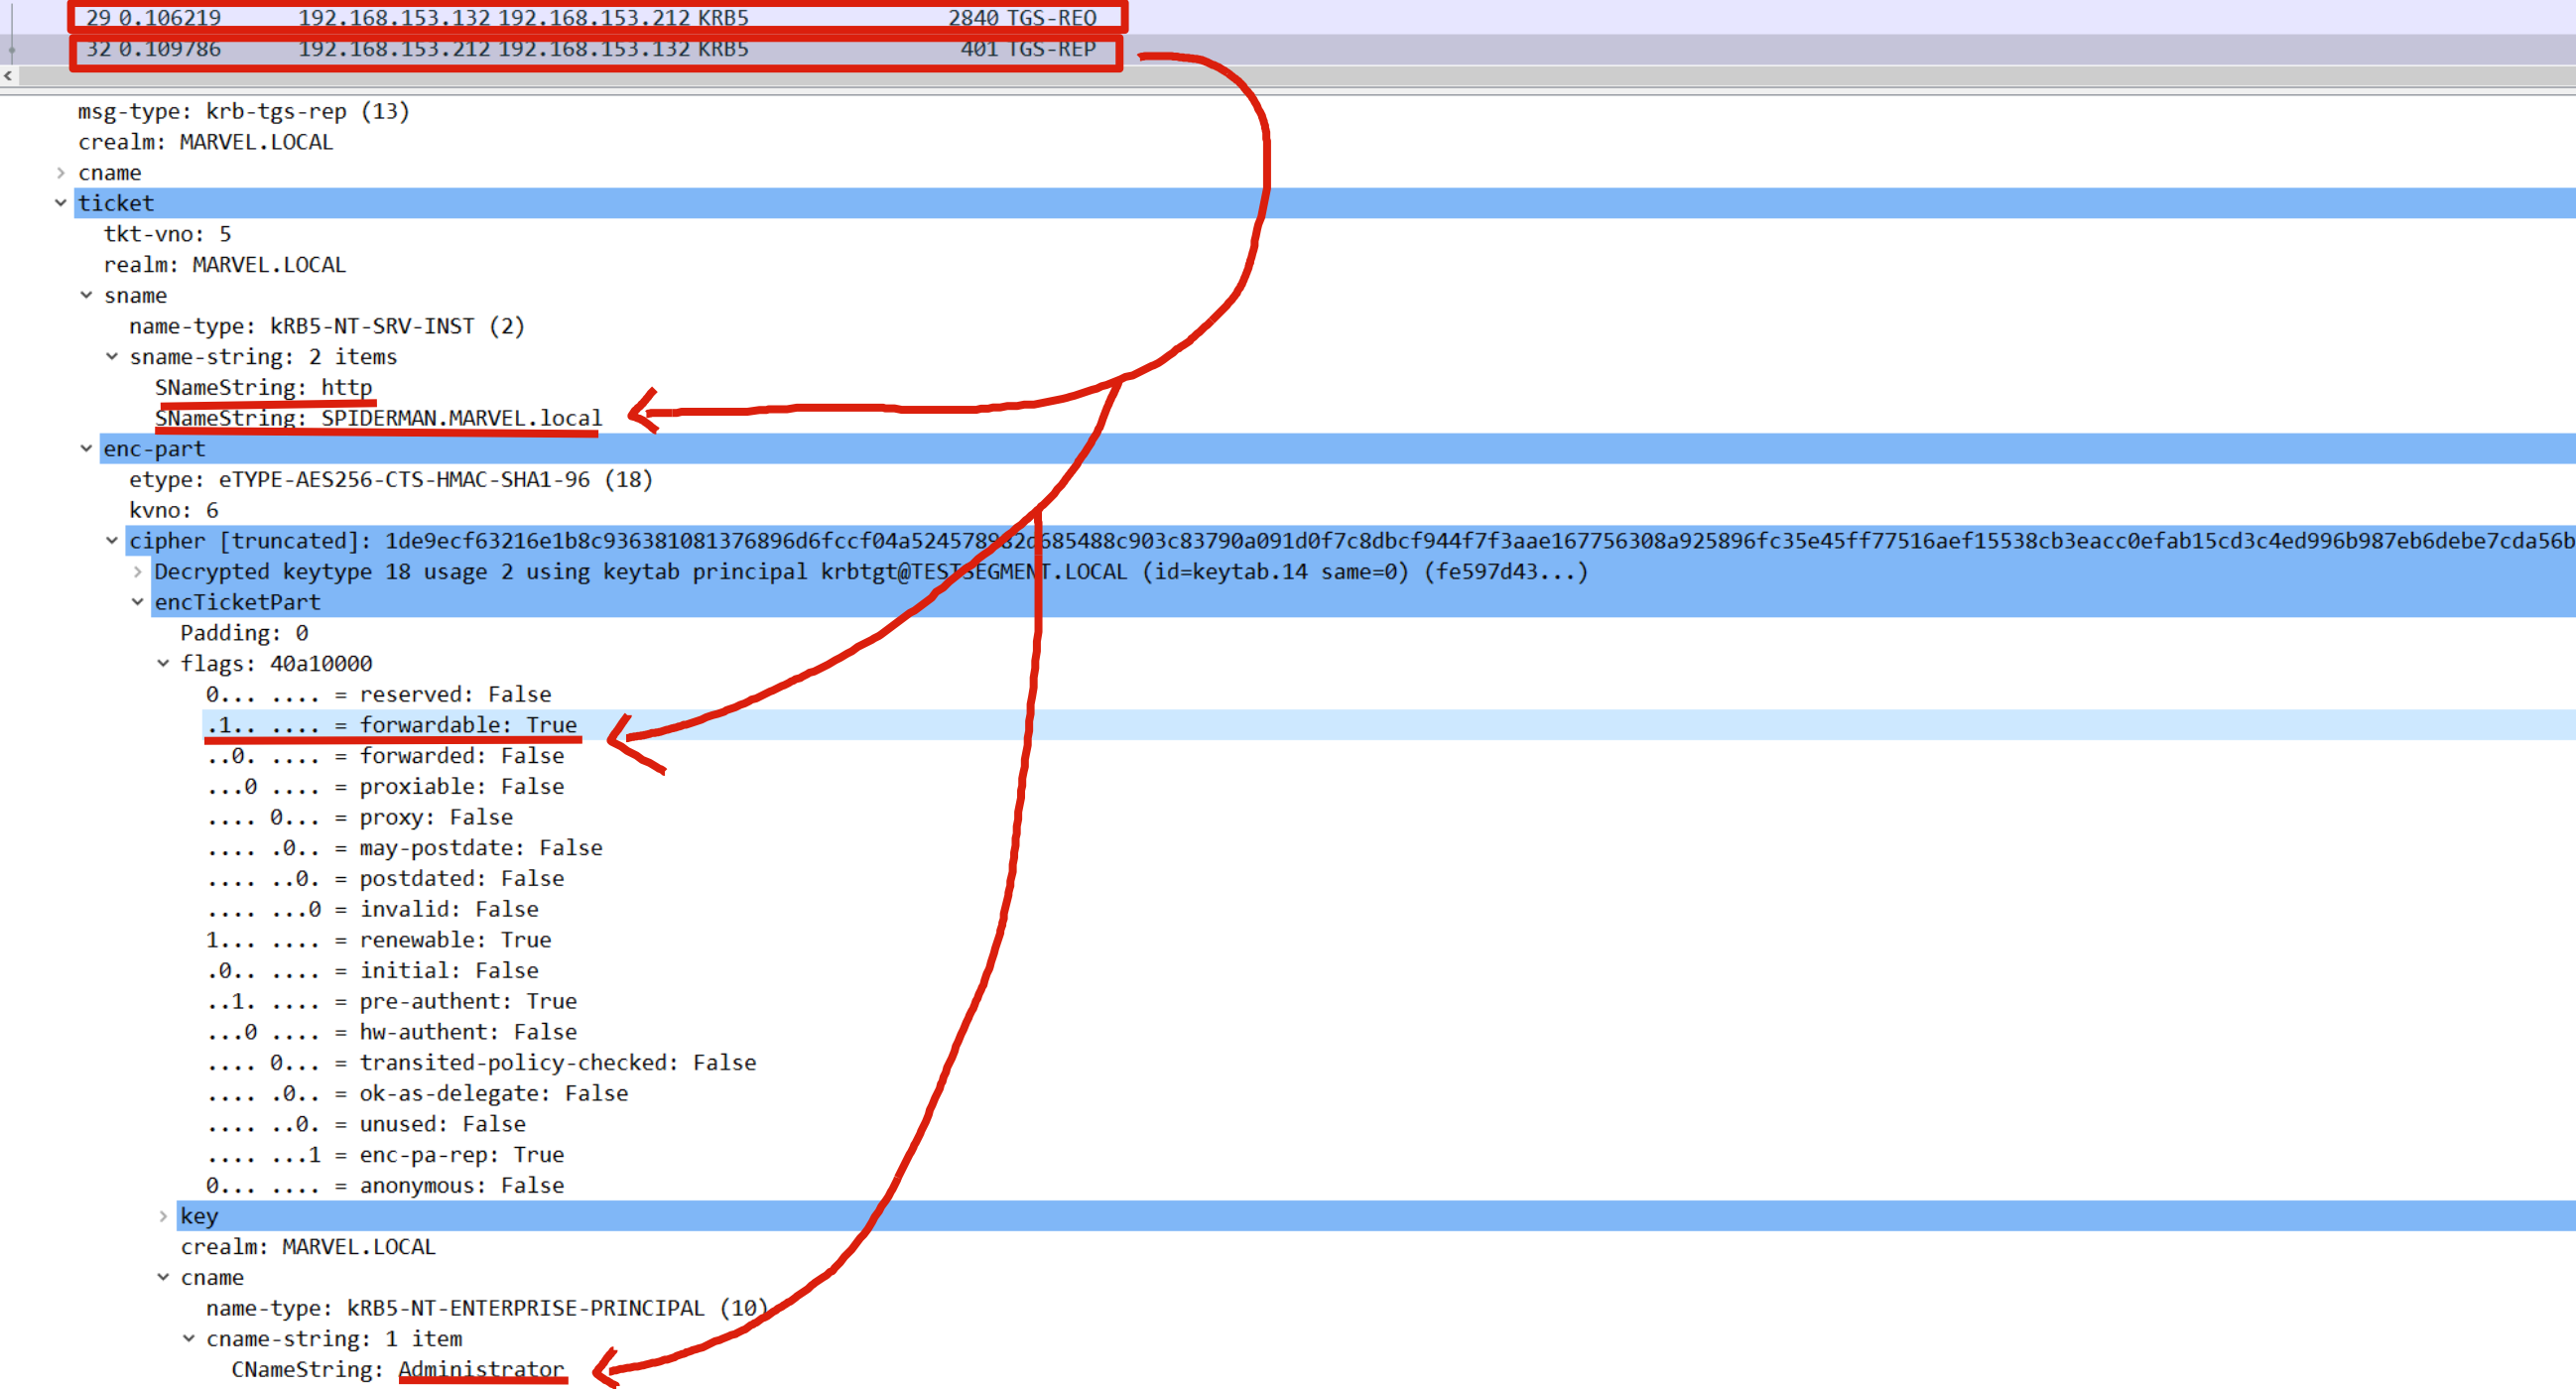 29 0.106219 192.168.153.132 192.168.153.212 KRB5 2840 TGS-REQ
32 0.109786 192.168.153.212 192.168.153.132 KRB5 401 TGS-REP
msg-type: krb-tgs-rep (13)
crealm: MARVEL.LOCAL
cname
ticket
tkt-vno: 5
realm: MARVEL.LOCAL
sname
name-type: kRB5-NT-SRV-INST (2)
sname-string: 2 items
SNameString: http
SNameString: SPIDERMAN.MARVEL.local
enc-part
etype: eTYPE-AES256-CTS-HMAC-SHA1-96 (18)
kvno: 6
cipher [truncated]:
Decrypted keytype 18 usage 2 using keytab principal krbtgt@TESTSEGMENT.LOCAL (id=keytab.14 same=0) (fe597d43...)
encTicketPart
Padding: 0
flags: 40a10000
0... .... = reserved: False
.1.. .... = forwardable: True
..0. .... = forwarded: False
...0 .... = proxiable: False
.... 0... = proxy: False
.... .0.. = may-postdate: False
.... ..0. = postdated: False
.... ...0 = invalid: False
1... .... = renewable: True
.0.. .... = initial: False
..1. .... = pre-authent: True
...0 .... = hw-authent: False
.... 0... = transited-policy-checked: False
.... .0.. = ok-as-delegate: False
.... ..0. = unused: False
.... ...1 = enc-pa-rep: True
0... .... = anonymous: False
key
crealm: MARVEL.LOCAL
cname
name-type: kRB5-NT-ENTERPRISE-PRINCIPAL (10)
cname-string: 1 item
CNameString: Administrator